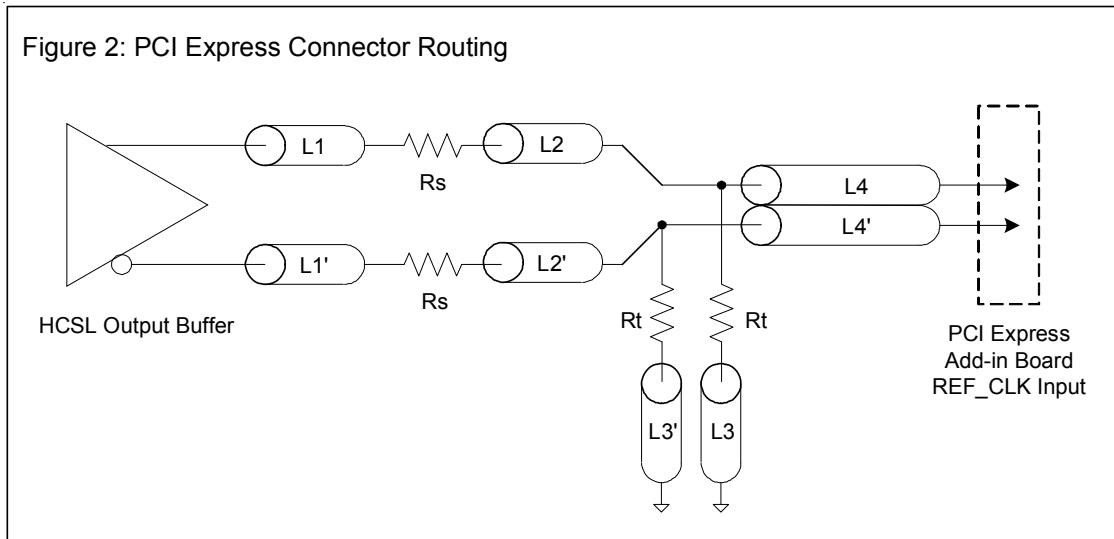 Figure 2: PCI Express Connector Routing
L1
Rs
L2
L4
L4'
L1'
Rs
L2'
HCSL Output Buffer
Rt
Rt
L3'
L3
PCI Express
Add-in Board
REF_CLK Input